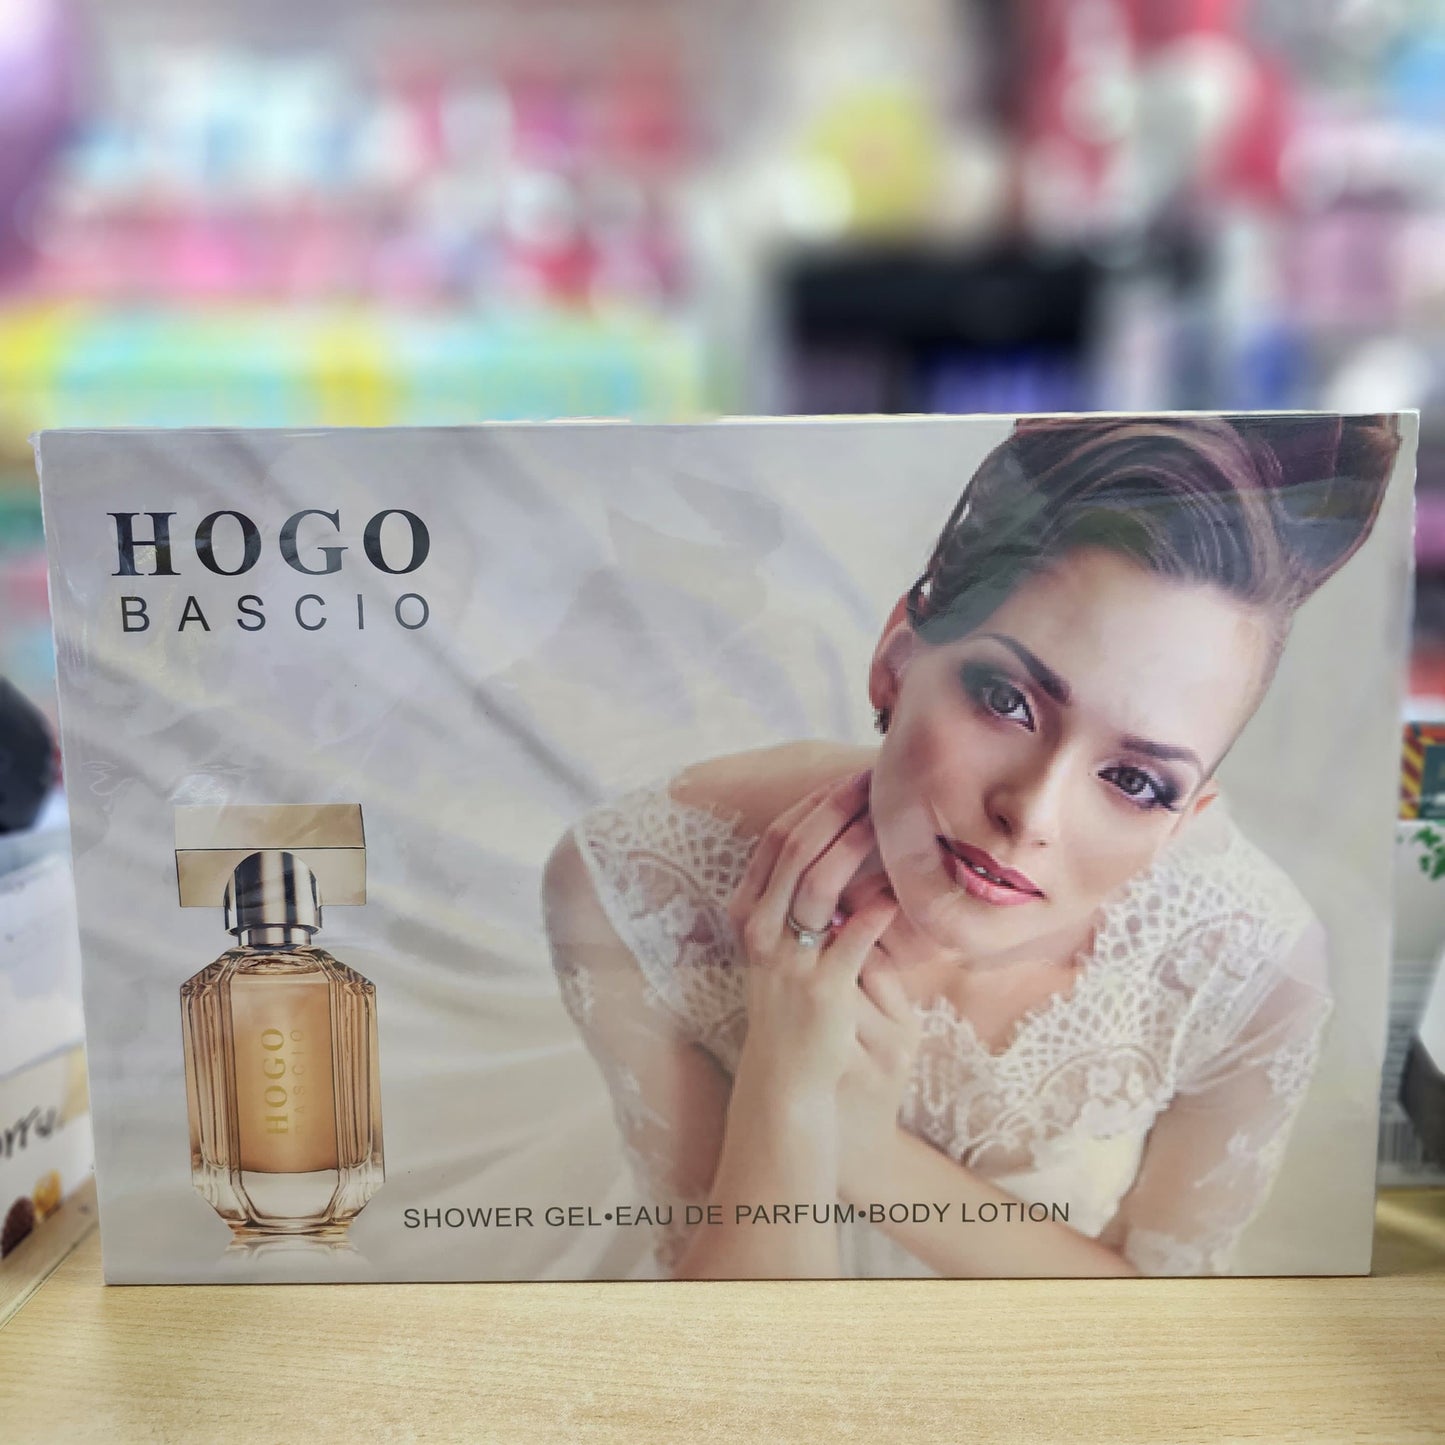 HOGO
BASCIO
HOGO
BASCIO
SHOWER GEL•EAU DE PARFUM•BODY LOTION